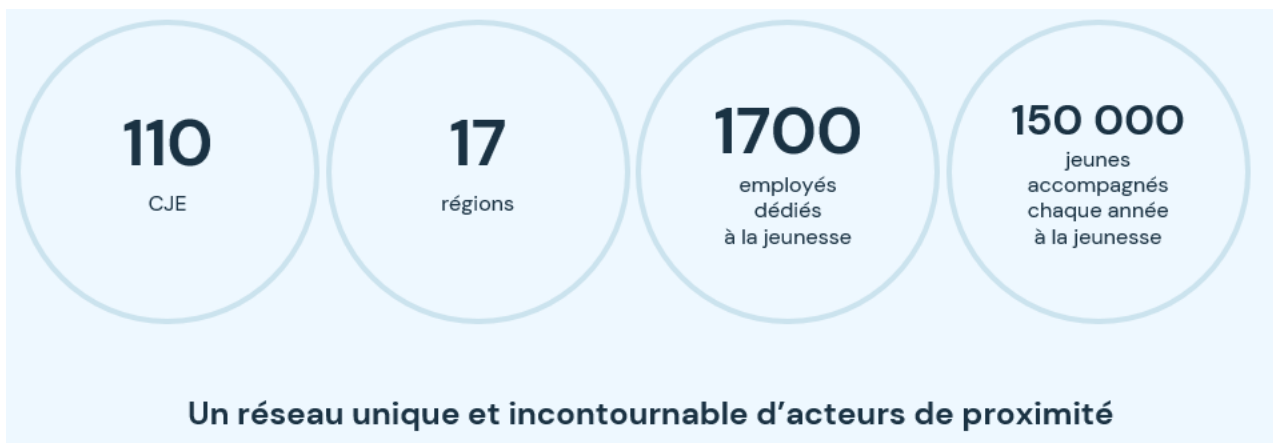 110
CJE
17
régions
1700
employés
dédiés
à la jeunesse
150 000
jeunes
accompagnés
chaque année
à la jeunesse
Un réseau unique et incontournable d’acteurs de proximité